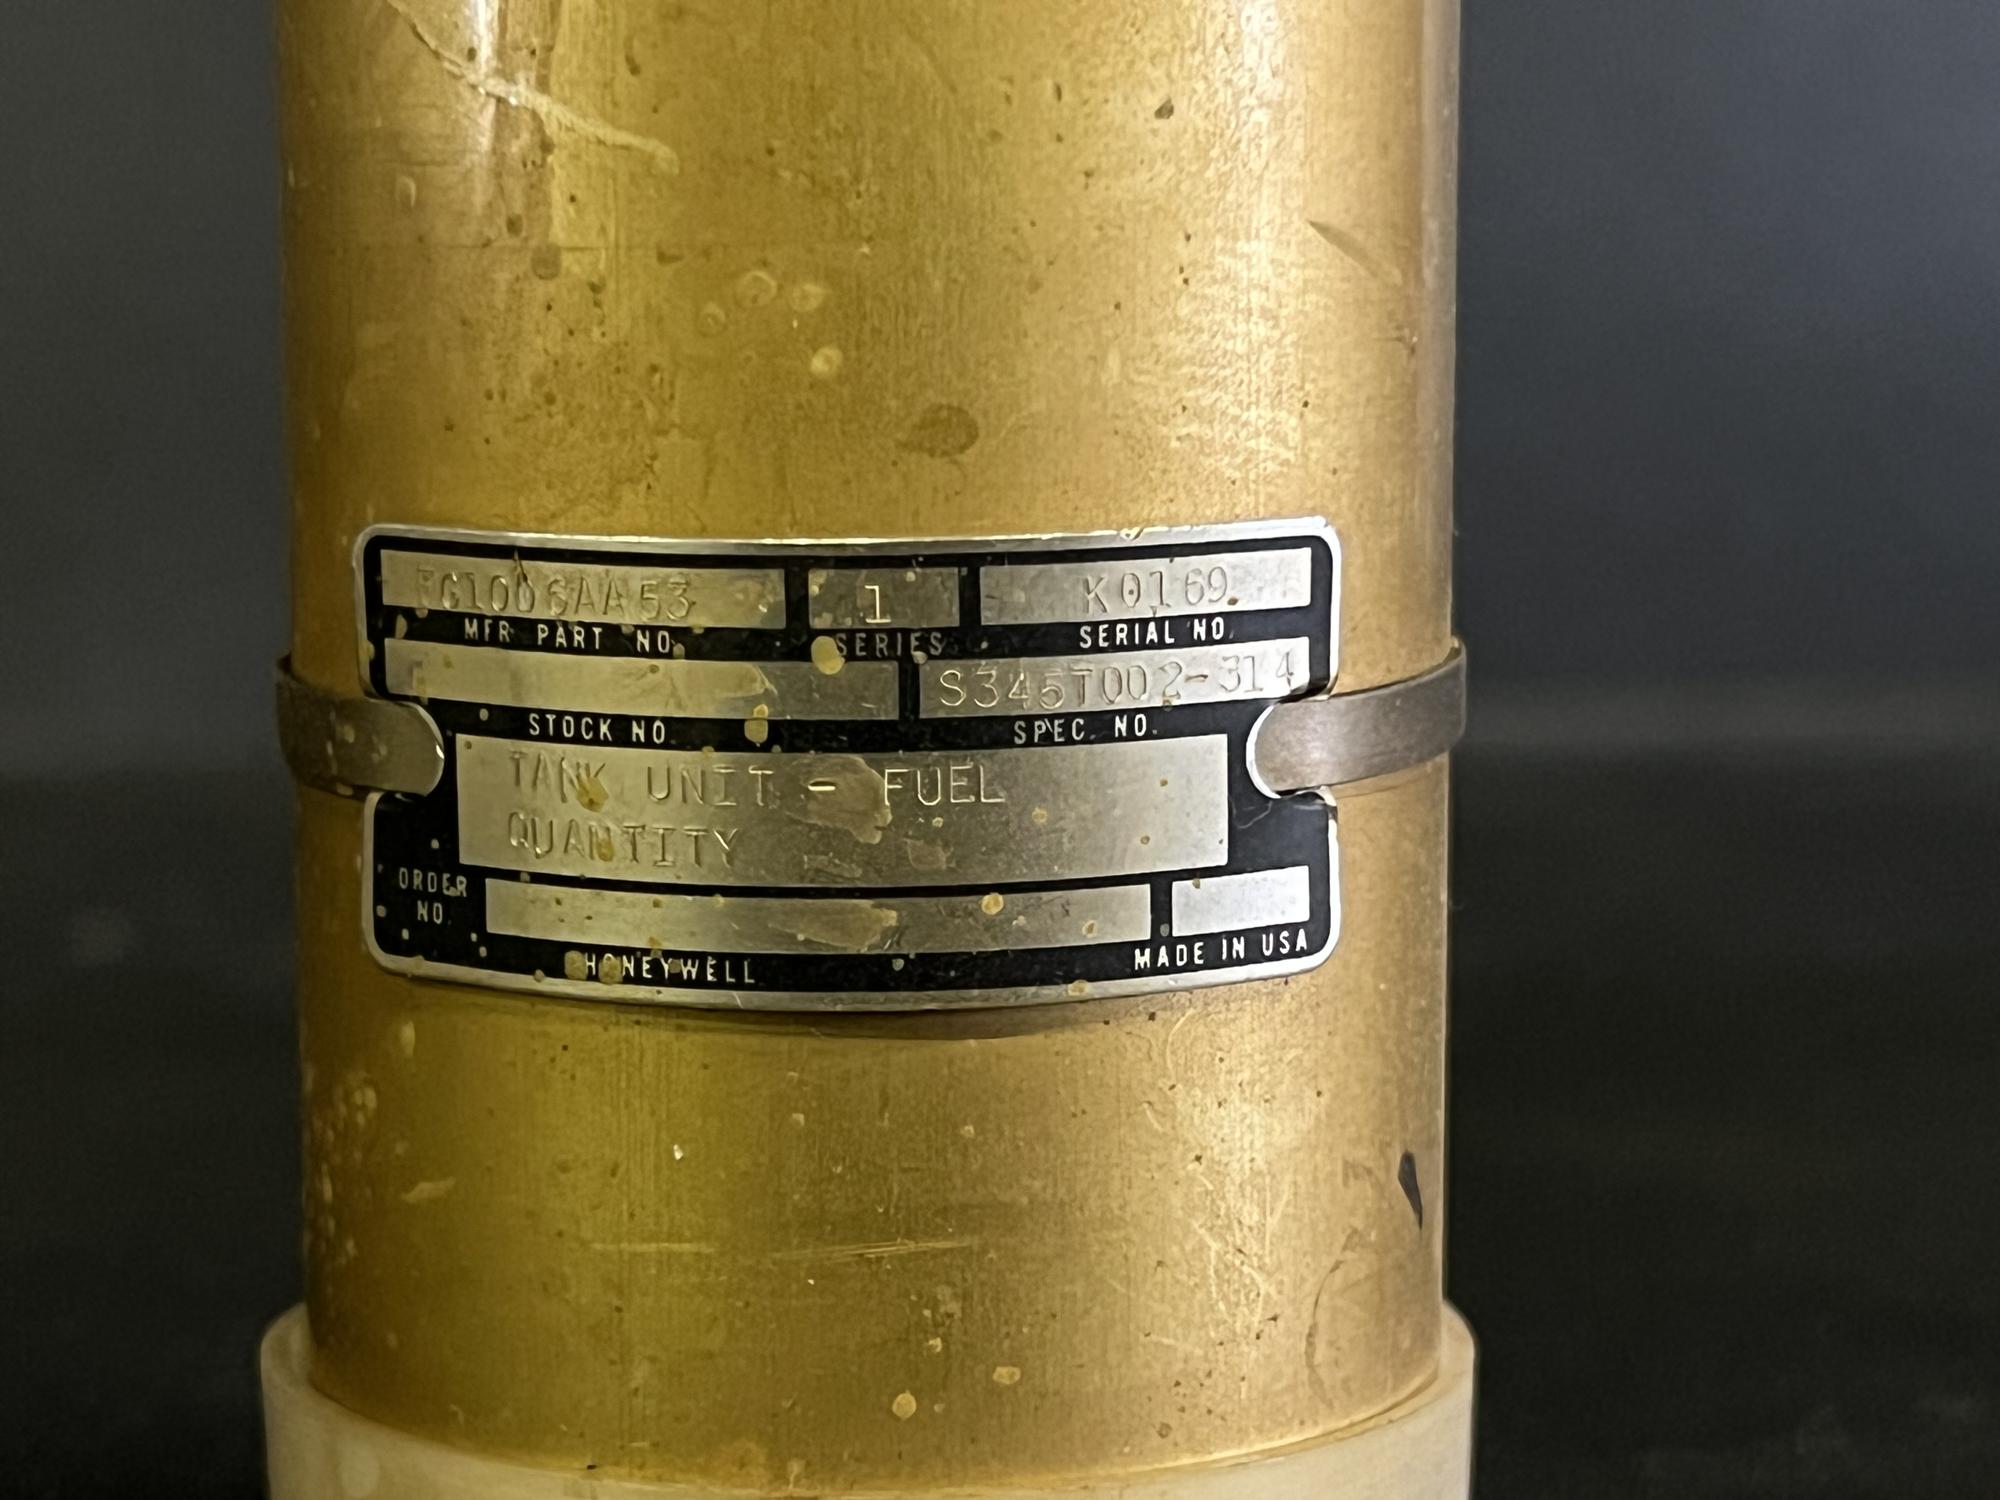 FG1006AA53 1 K0169
MFR PART NO. SERIES SERIAL NO.
S345T002-314
STOCK NO. SPEC. NO.
TANK UNIT - FUEL
QUANTITY
ORDER
NO.
HONEYWELL MADE IN USA